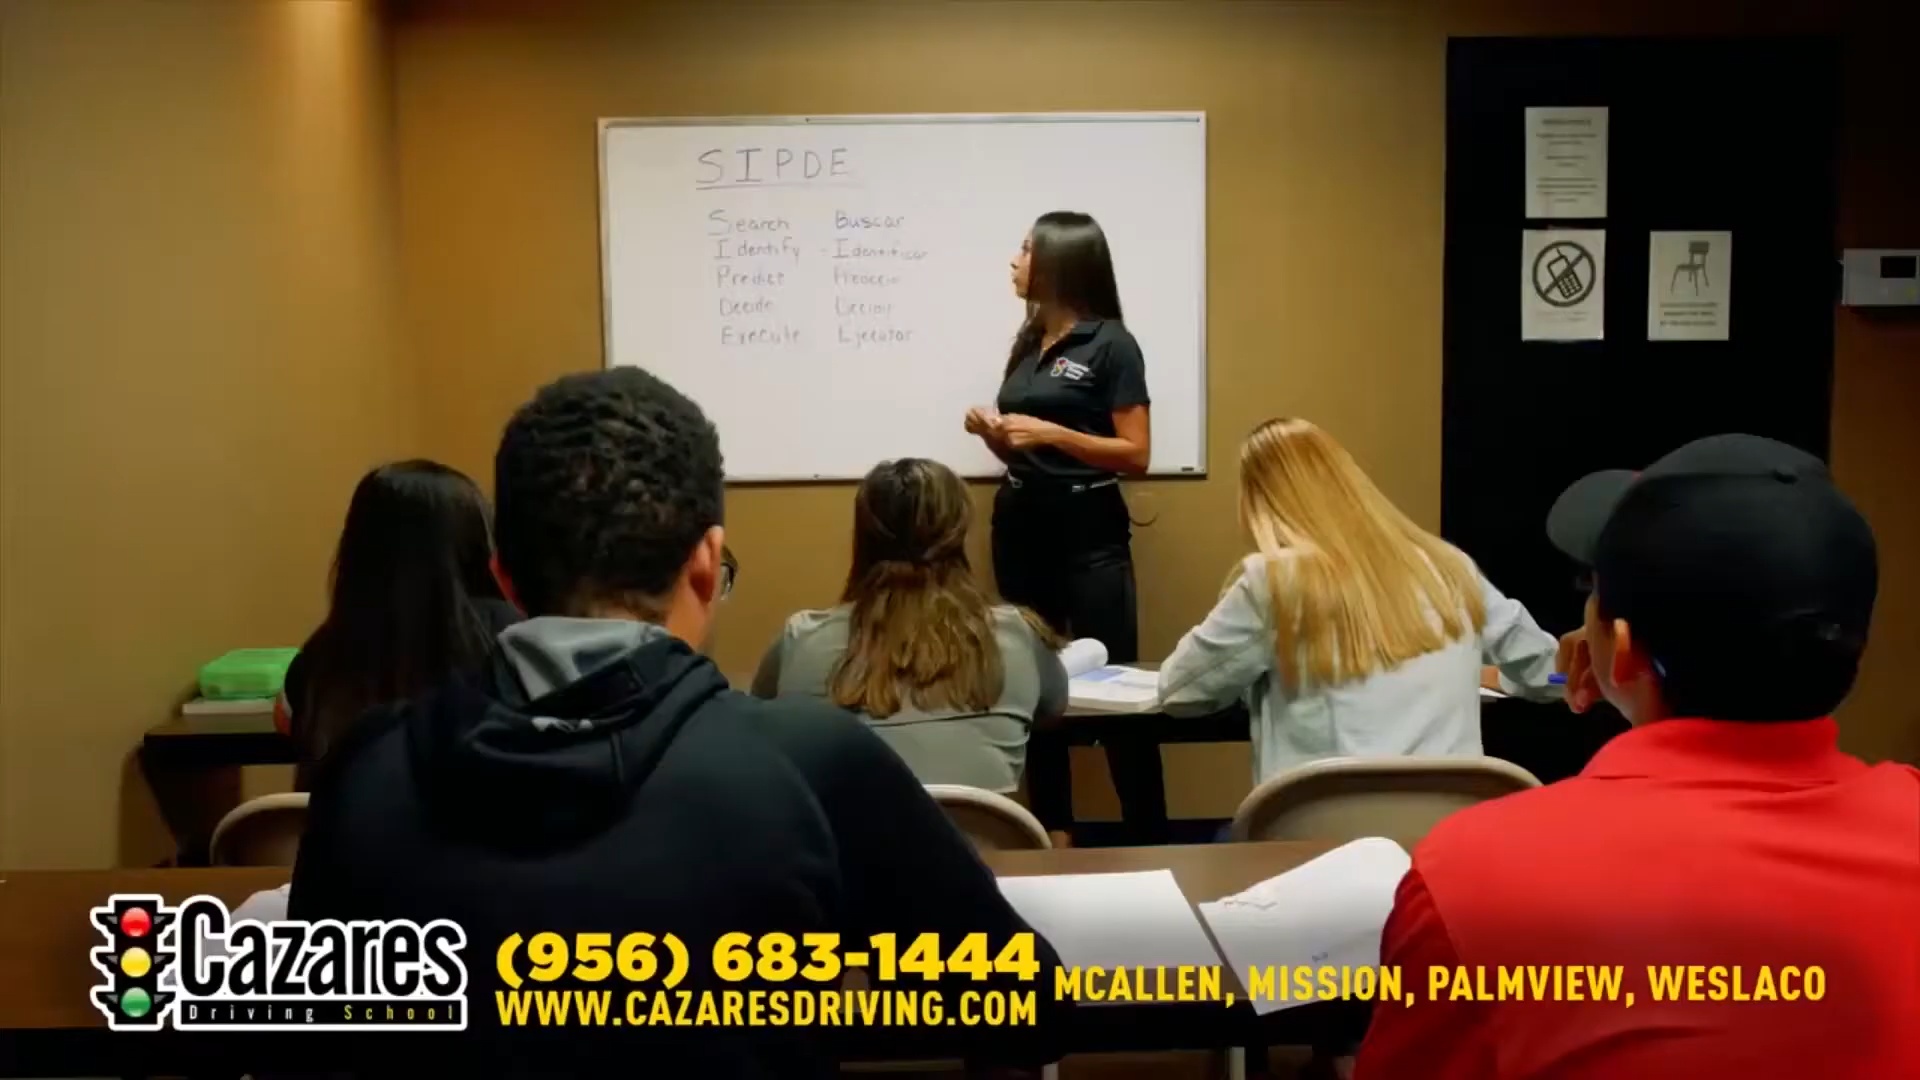 SIPDE
Search Buscar
Identify - Identificar
Predict
Decide
Execute Ejecutar
Cazares
Driving School
(956) 683-1444
WWW.CAZARESDRIVING.COM
MCALLEN, MISSION, PALMVIEW, WESLACO